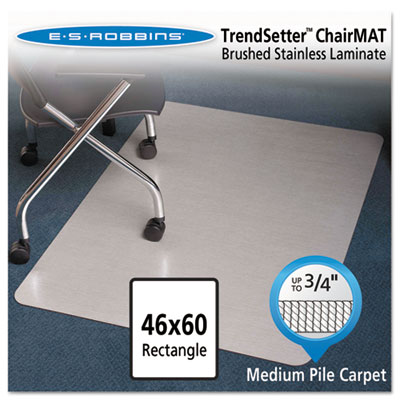 E·S·ROBBINS
TrendSetter™ ChairMAT
Brushed Stainless Laminate
UP TO 3/4"
46x60
Rectangle
Medium Pile Carpet